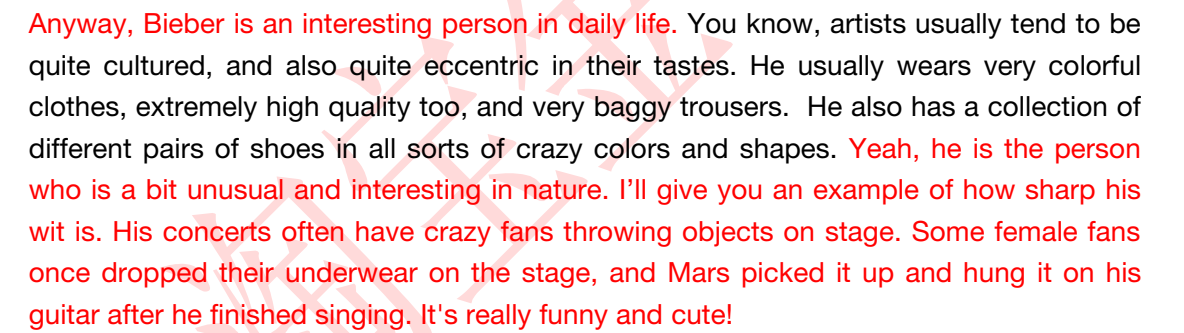 Anyway, Bieber is an interesting person in daily life. You know, artists usually tend to be
quite cultured, and also quite eccentric in their tastes. He usually wears very colorful
clothes, extremely high quality too, and very baggy trousers.  He also has a collection of
different pairs of shoes in all sorts of crazy colors and shapes. Yeah, he is the person
who is a bit unusual and interesting in nature. I’ll give you an example of how sharp his
wit is. His concerts often have crazy fans throwing objects on stage. Some female fans
once dropped their underwear on the stage, and Mars picked it up and hung it on his
guitar after he finished singing. It's really funny and cute!